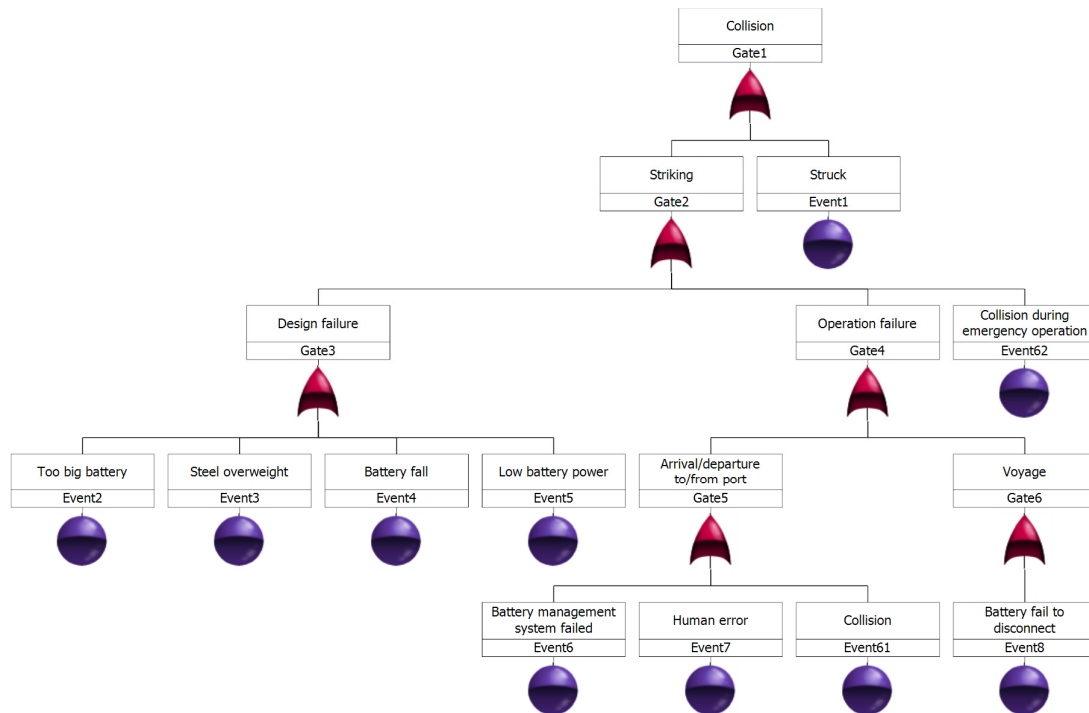 Collision
Gate1
Striking
Gate2
Struck
Event1
Design failure
Gate3
Operation failure
Gate4
Collision during
emergency operation
Event62
Too big battery
Event2
Steel overweight
Event3
Battery fall
Event4
Low battery power
Event5
Arrival/departure
to/from port
Gate5
Voyage
Gate6
Battery management
system failed
Event6
Human error
Event7
Collision
Event61
Battery fail to
disconnect
Event8